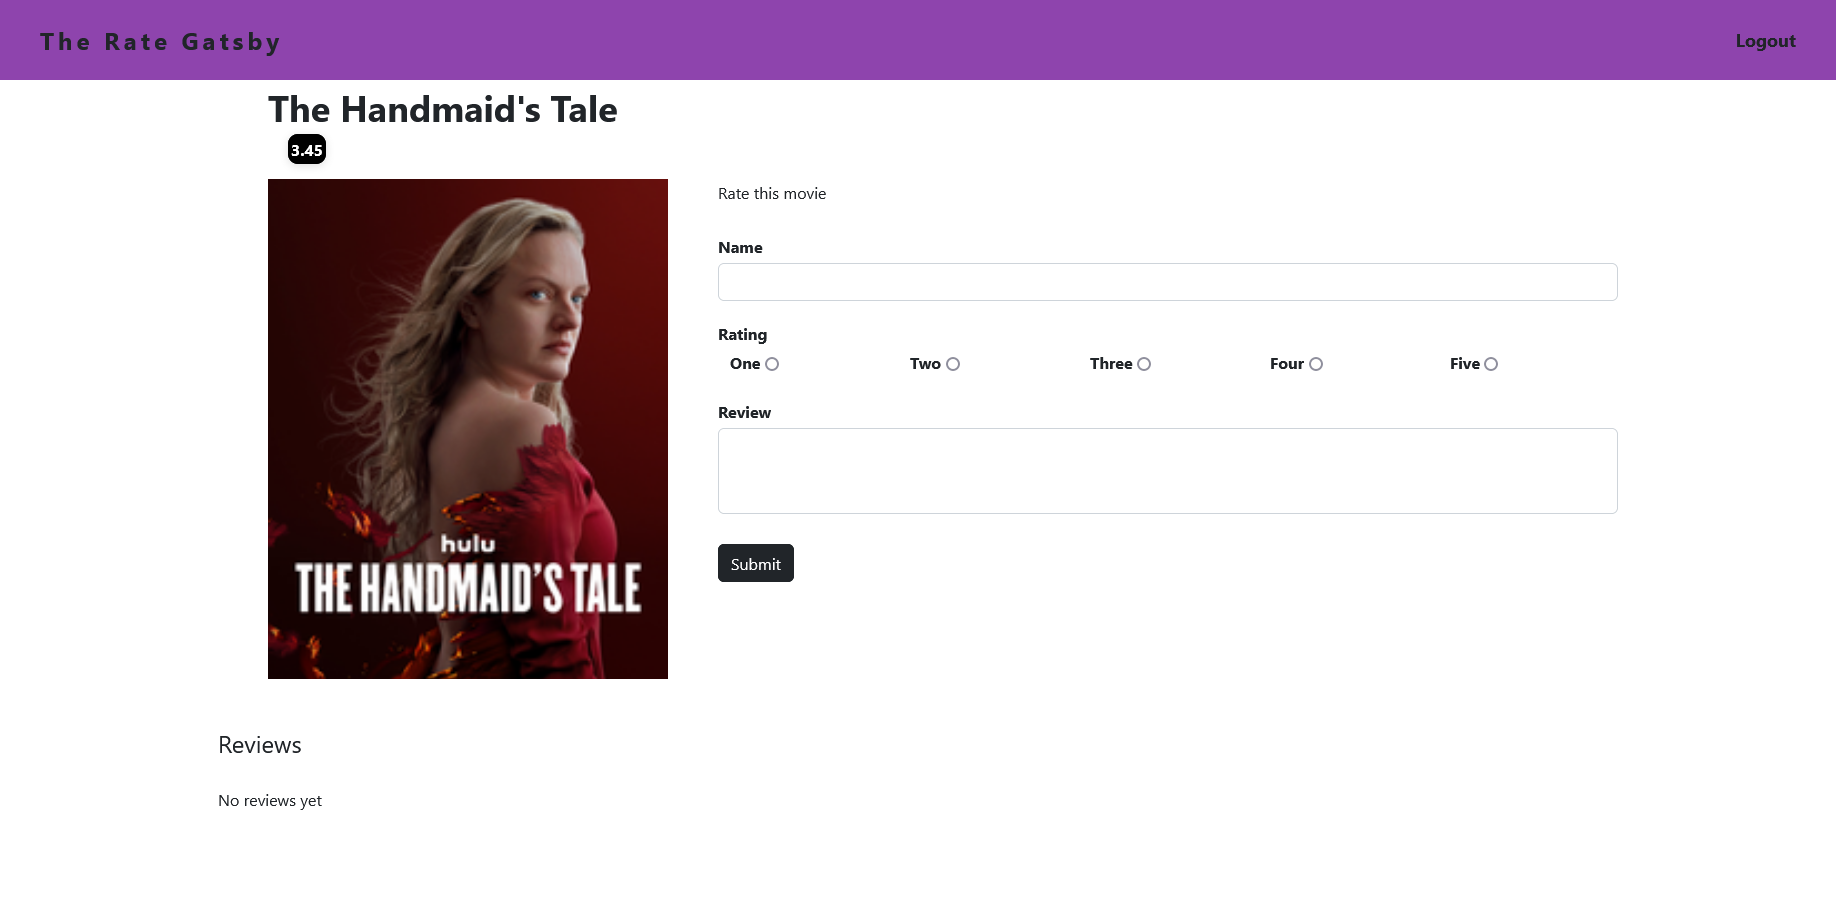 The Rate Gatsby
Logout
The Handmaid's Tale
3.45
hulu
THE HANDMAID'S TALE
Rate this movie
Name
Rating
One Two Three Four Five
Review
Submit
Reviews
No reviews yet